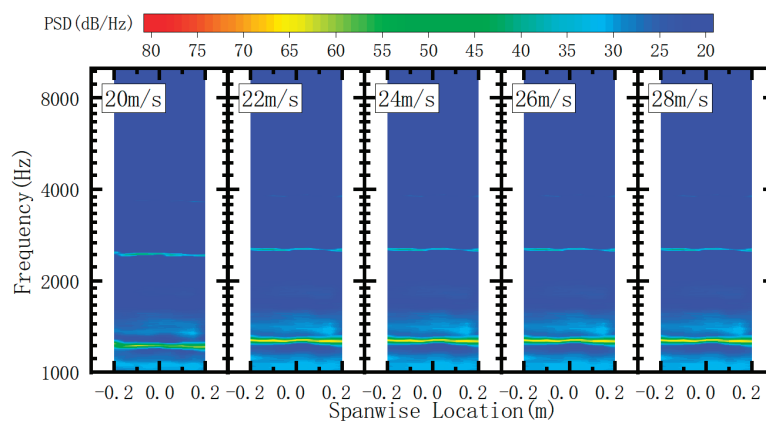 PSD(dB/Hz)
80 75 70 65 60 55 50 45 40 35 30 25 20
20m/s 22m/s 24m/s 26m/s 28m/s
8000
4000
2000
1000
Frequency(Hz)
-0.2 0.0 0.2 -0.2 0.0 0.2 -0.2 0.0 0.2 -0.2 0.0 0.2 -0.2 0.0 0.2
Spanwise Location(m)